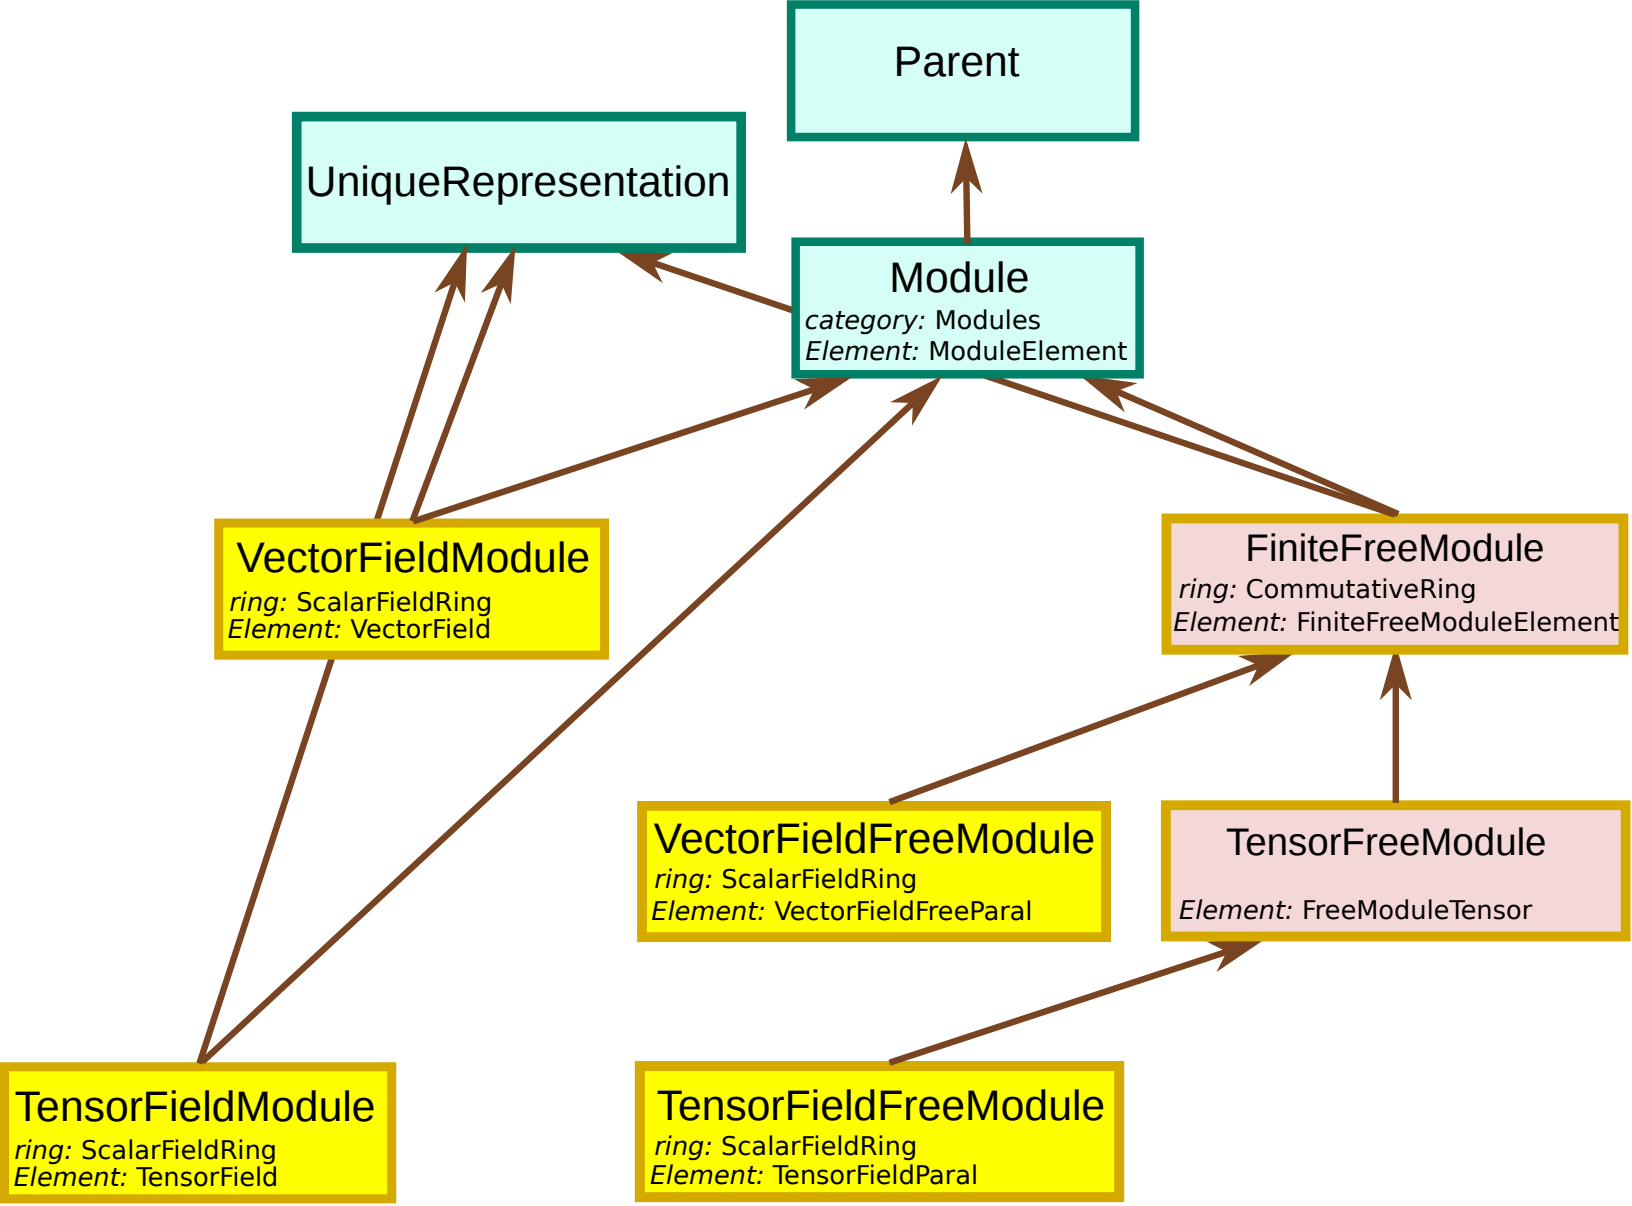 Parent
UniqueRepresentation
Module
category: Modules
Element: ModuleElement
VectorFieldModule
ring: ScalarFieldRing
Element: VectorField
FiniteFreeModule
ring: CommutativeRing
Element: FiniteFreeModuleElement
VectorFieldFreeModule
ring: ScalarFieldRing
Element: VectorFieldFreeParal
TensorFreeModule
Element: FreeModuleTensor
TensorFieldModule
ring: ScalarFieldRing
Element: TensorField
TensorFieldFreeModule
ring: ScalarFieldRing
Element: TensorFieldParal